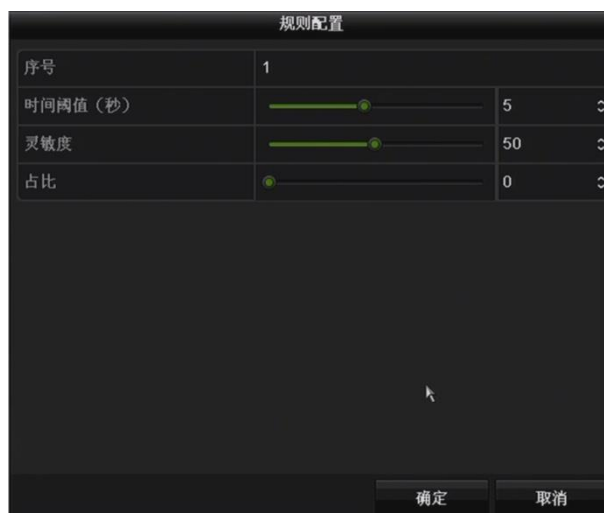 规则配置
序号 1
时间阈值（秒） 5
灵敏度 50
占比 0
确定 取消